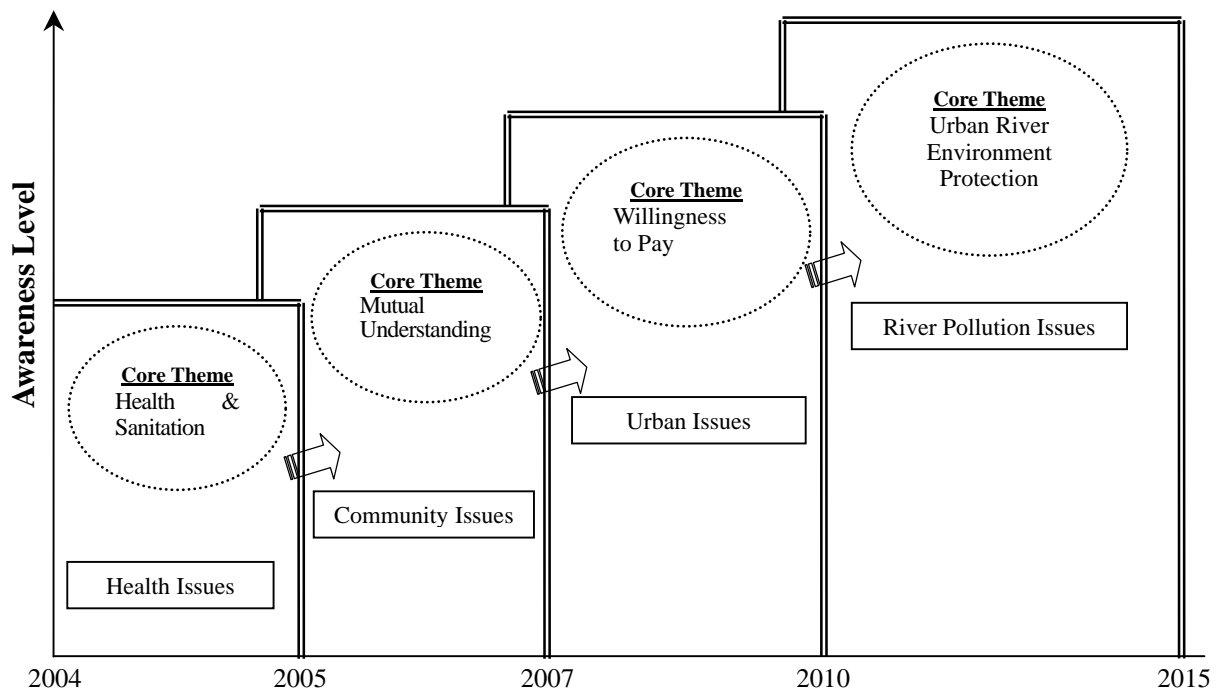 Awareness Level
Core Theme
Health &
Sanitation
Health Issues
Core Theme
Mutual
Understanding
Community Issues
Core Theme
Willingness
to Pay
Urban Issues
Core Theme
Urban River
Environment
Protection
River Pollution Issues
2004
2005
2007
2010
2015